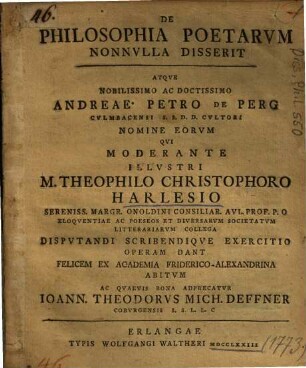 46.
DE
PHILOSOPHIA POETARVM
NONNVLLA DISSERIT
ATQVE
NOBILISSIMO AC DOCTISSIMO
ANDREAE PETRO DE PERG
CVLMBACENSI S. S. D. D. CVLTORI
NOMINE EORVM
QVI
MODERANTE
ILLVSTRI
M. THEOPHILO CHRISTOPHORO
HARLESIO
SERENISS. MARGR. ONOLDINI CONSILIAR. AVL. PROF. P. O
ELOQVENTIAE AC POESEOS ET DIVERSARVM SOCIETATVM
LITTERARIARVM COLLEGA
DISPVTANDI SCRIBENDIQVE EXERCITIO
OPERAM DANT
FELICEM EX ACADEMIA FRIDERICO-ALEXANDRINA
ABITVM
AC QVAEVIS BONA ADPRECATVR
IOANN. THEODORVS MICH. DEFFNER
COBVRGENSIS S. S. L. L. C
ERLANGAE
TYPIS WOLFGANGI WALTHERI MDCCLXXIII
(1773)